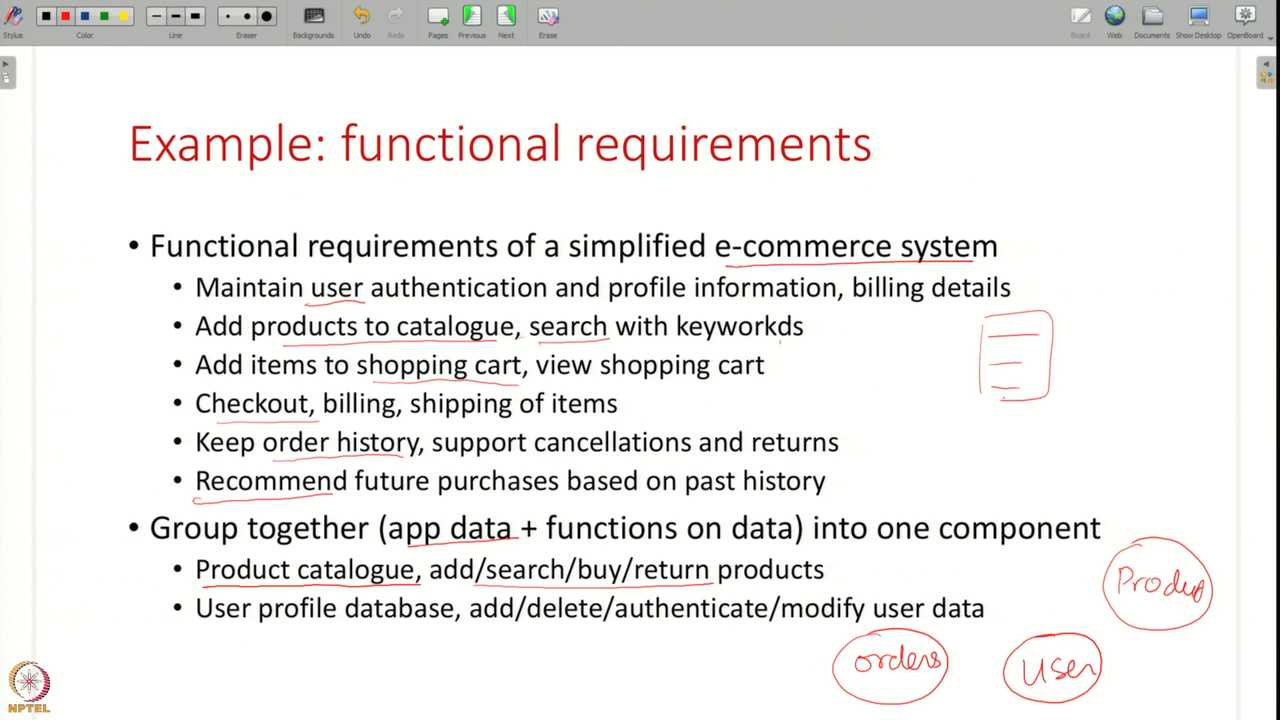 Stylus Color Line Eraser Backgrounds Undo Redo Pages Previous Next Erase Board Web Documents Show Desktop OpenBoard
Example: functional requirements
• Functional requirements of a simplified e-commerce system
• Maintain user authentication and profile information, billing details
• Add products to catalogue, search with keyworkds
• Add items to shopping cart, view shopping cart
• Checkout, billing, shipping of items
• Keep order history, support cancellations and returns
• Recommend future purchases based on past history
• Group together (app data + functions on data) into one component
• Product catalogue, add/search/buy/return products
• User profile database, add/delete/authenticate/modify user data
Product
orders
User
NPTEL